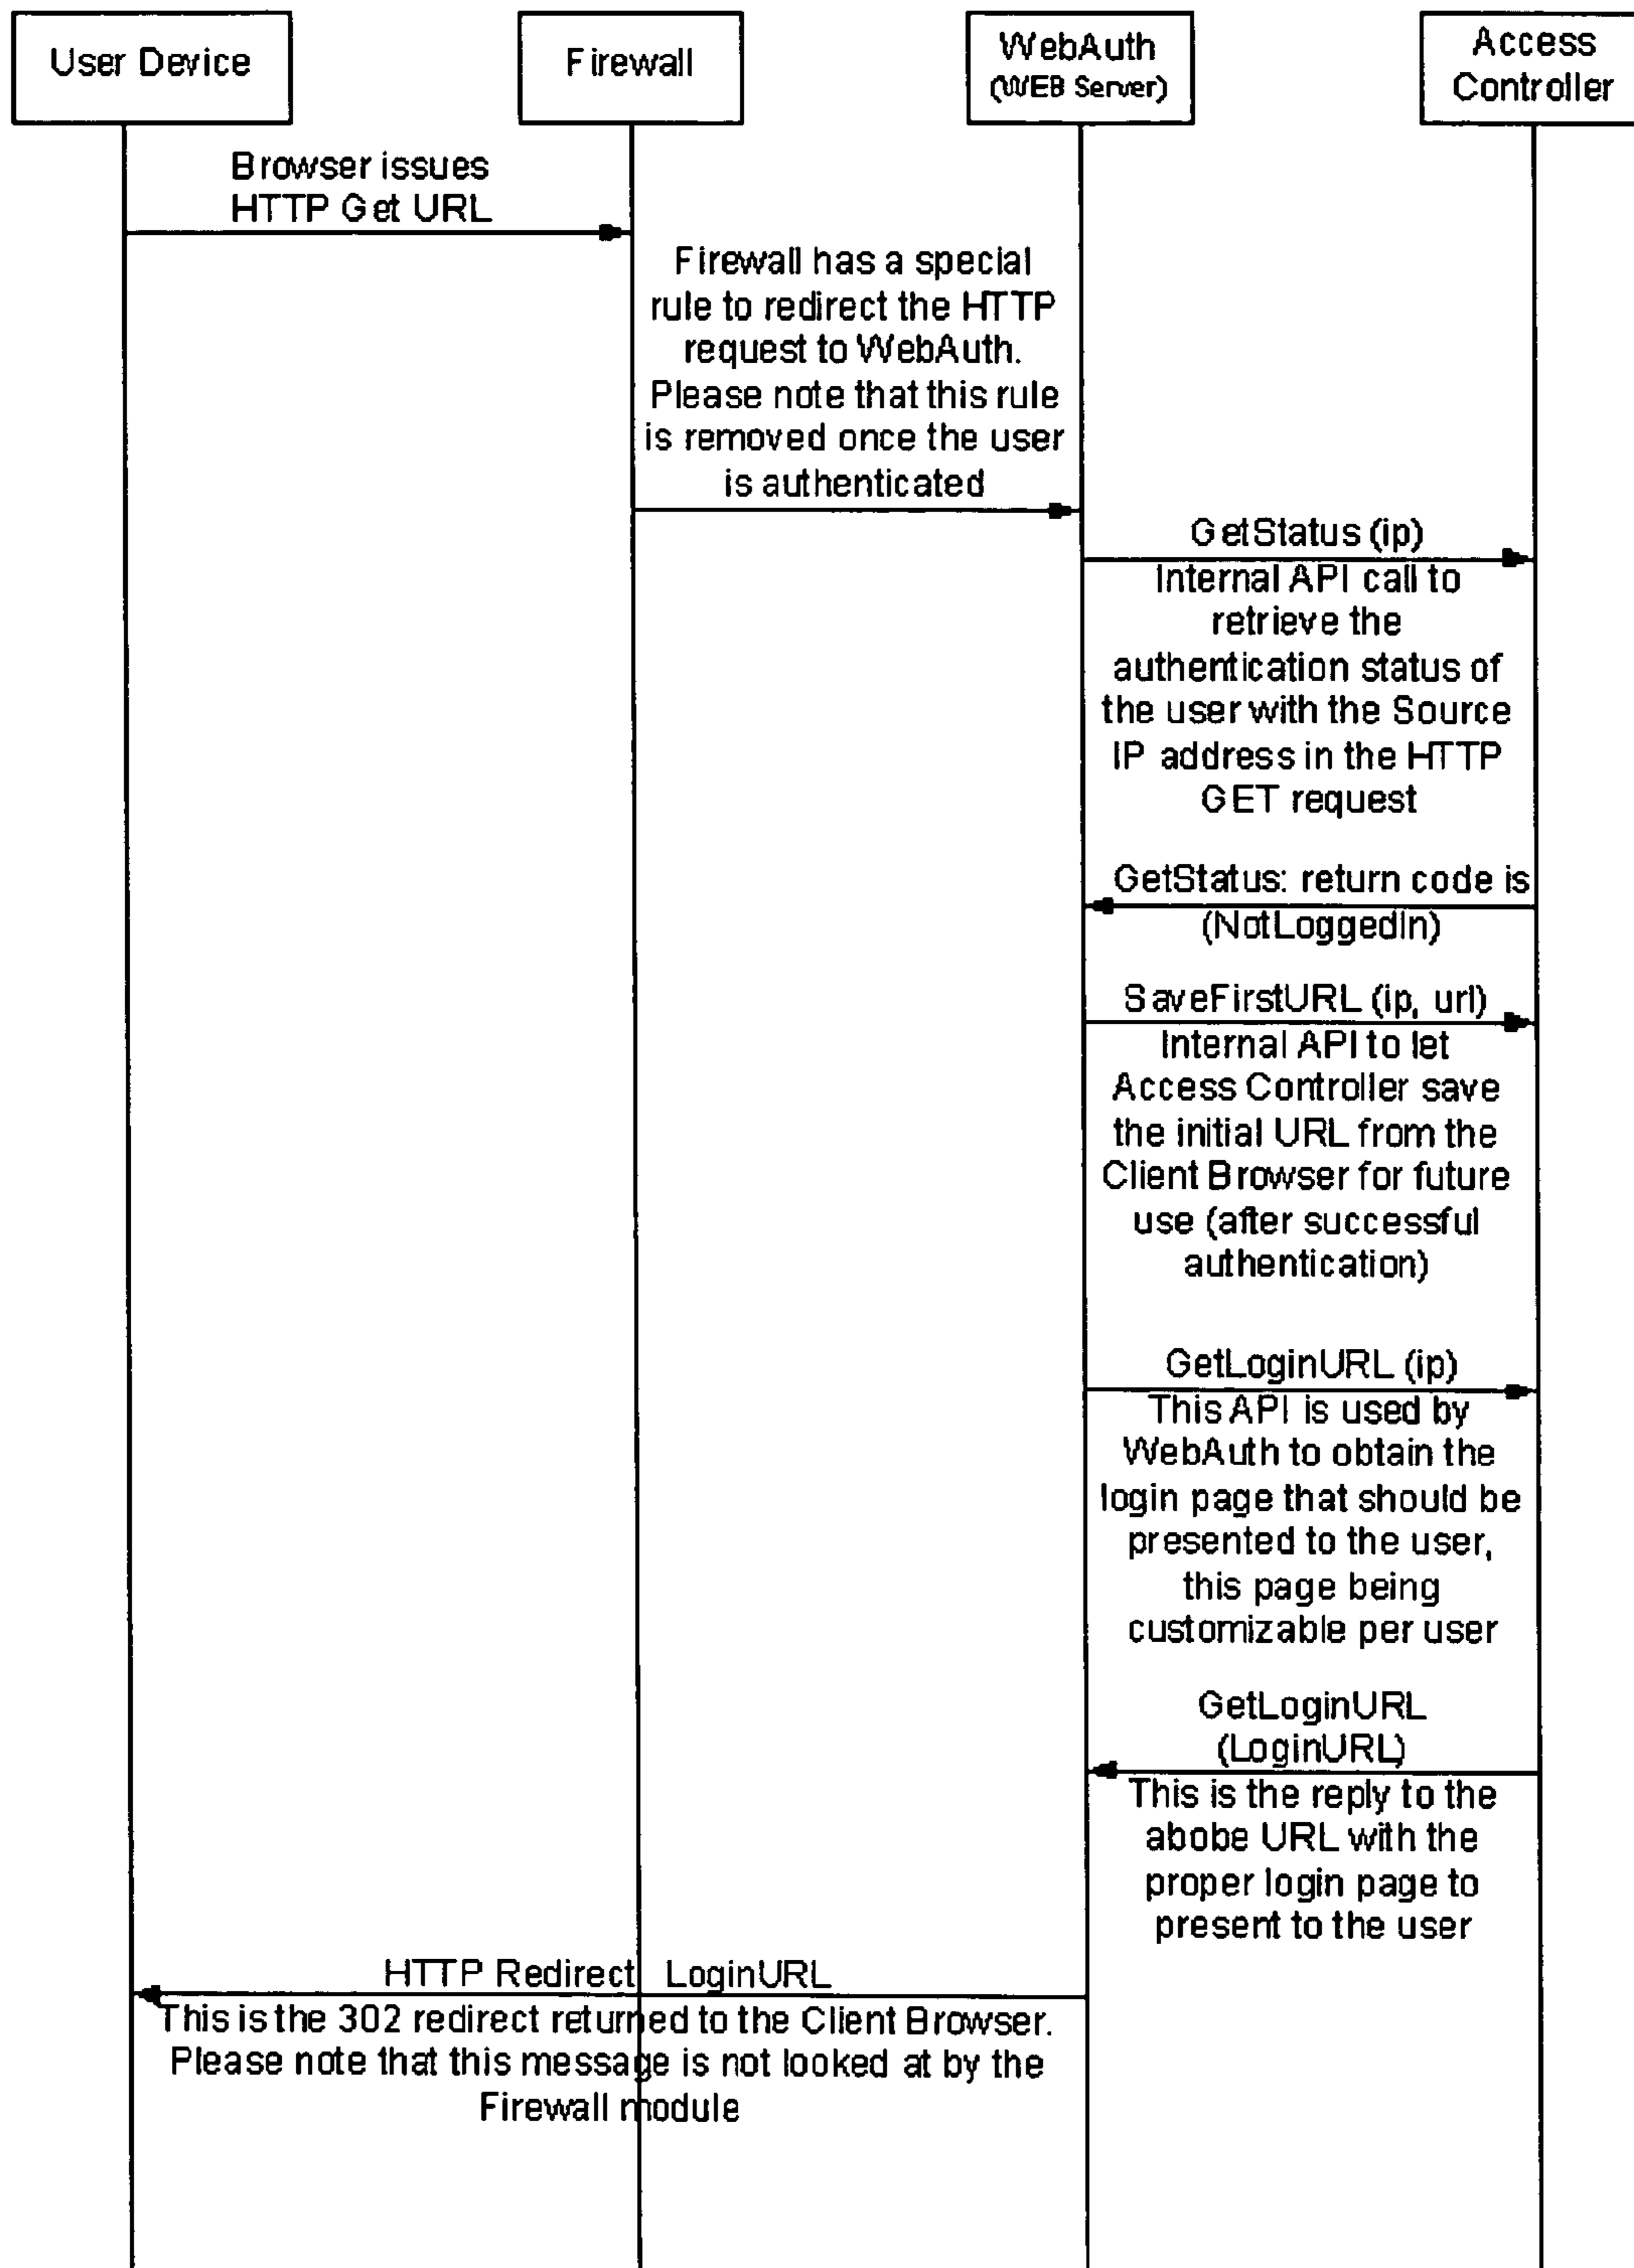 User Device
Firewall
WebAuth
(WEB Server)
Access
Controller
Browser issues
HTTP Get URL
Firewall has a special
rule to redirect the HTTP
request to WebAuth.
Please note that this rule
is removed once the user
is authenticated
GetStatus (ip)
Internal API call to
retrieve the
authentication status of
the user with the Source
IP address in the HTTP
GET request
GetStatus: return code is
(NotLoggedIn)
SaveFirstURL (ip, url)
Internal API to let
Access Controller save
the initial URL from the
Client Browser for future
use (after successful
authentication)
GetLoginURL (ip)
This API is used by
WebAuth to obtain the
login page that should be
presented to the user,
this page being
customizable per user
GetLoginURL
(LoginURL)
This is the reply to the
abobe URL with the
proper login page to
present to the user
HTTP Redirect LoginURL
This is the 302 redirect returned to the Client Browser.
Please note that this message is not looked at by the
Firewall module